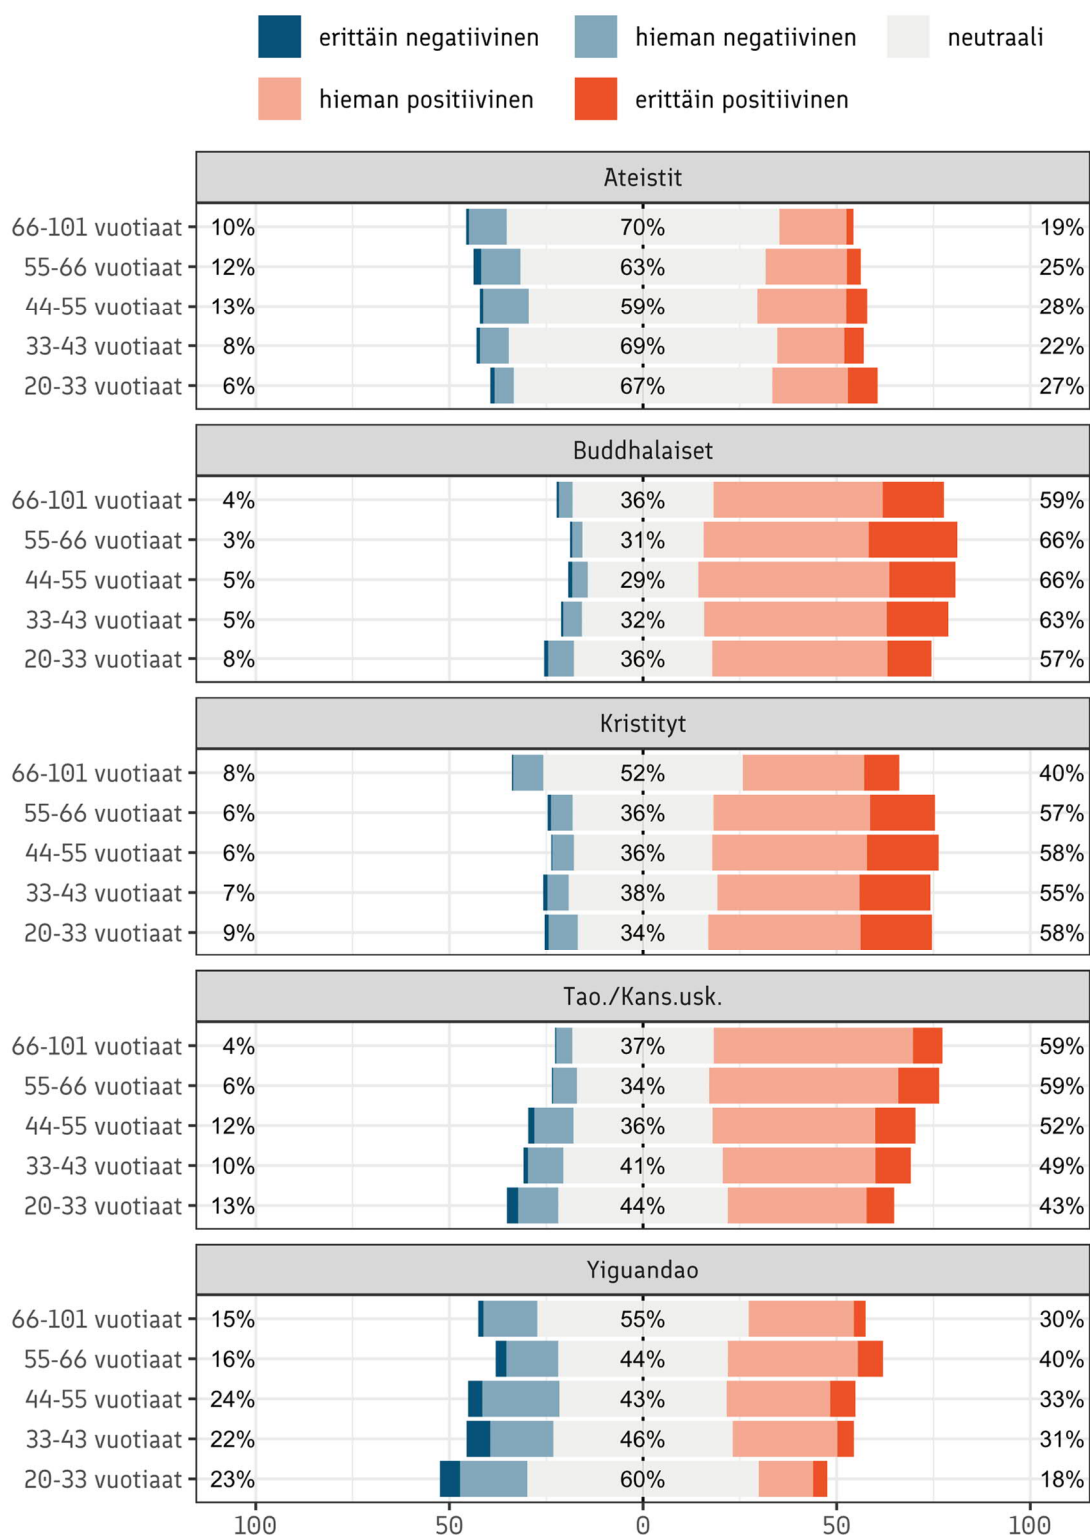 erittäin negatiivinen hieman negatiivinen neutraali
hieman positiivinen erittäin positiivinen
Ateistit
66-101 vuotiaat 10% 70% 19%
55-66 vuotiaat 12% 63% 25%
44-55 vuotiaat 13% 59% 28%
33-43 vuotiaat 8% 69% 22%
20-33 vuotiaat 6% 67% 27%
Buddhalaiset
66-101 vuotiaat 4% 36% 59%
55-66 vuotiaat 3% 31% 66%
44-55 vuotiaat 5% 29% 66%
33-43 vuotiaat 5% 32% 63%
20-33 vuotiaat 8% 36% 57%
Kristityt
66-101 vuotiaat 8% 52% 40%
55-66 vuotiaat 6% 36% 57%
44-55 vuotiaat 6% 36% 58%
33-43 vuotiaat 7% 38% 55%
20-33 vuotiaat 9% 34% 58%
Tao./Kans.usk.
66-101 vuotiaat 4% 37% 59%
55-66 vuotiaat 6% 34% 59%
44-55 vuotiaat 12% 36% 52%
33-43 vuotiaat 10% 41% 49%
20-33 vuotiaat 13% 44% 43%
Yiguandao
66-101 vuotiaat 15% 55% 30%
55-66 vuotiaat 16% 44% 40%
44-55 vuotiaat 24% 43% 33%
33-43 vuotiaat 22% 46% 31%
20-33 vuotiaat 23% 60% 18%
100 50 0 50 100